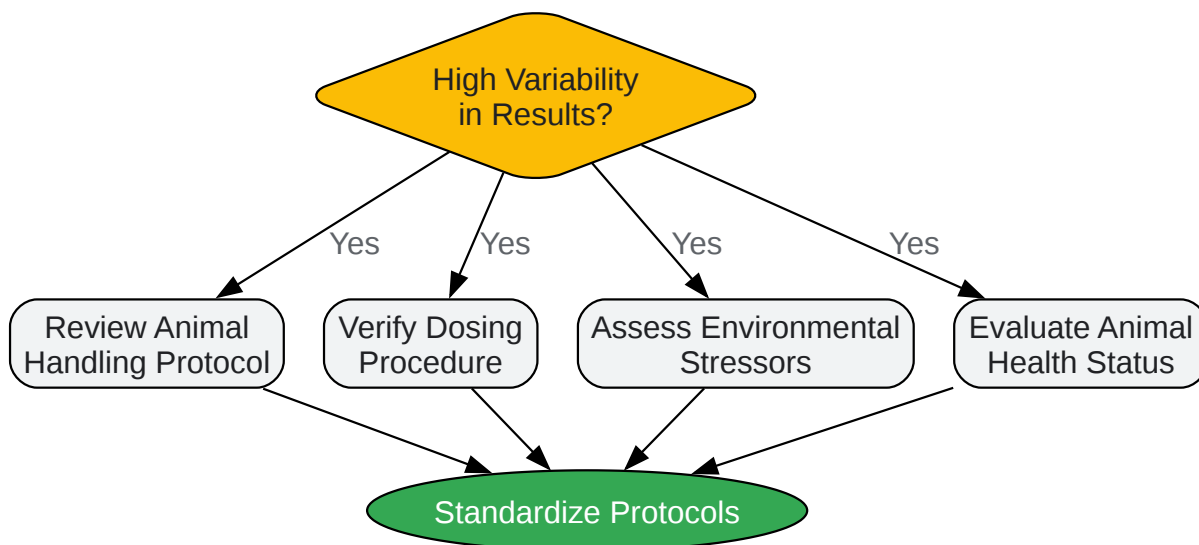 High Variability
in Results?
Yes
Yes
Yes
Yes
Review Animal
Handling Protocol
Verify Dosing
Procedure
Assess Environmental
Stressors
Evaluate Animal
Health Status
Standardize Protocols